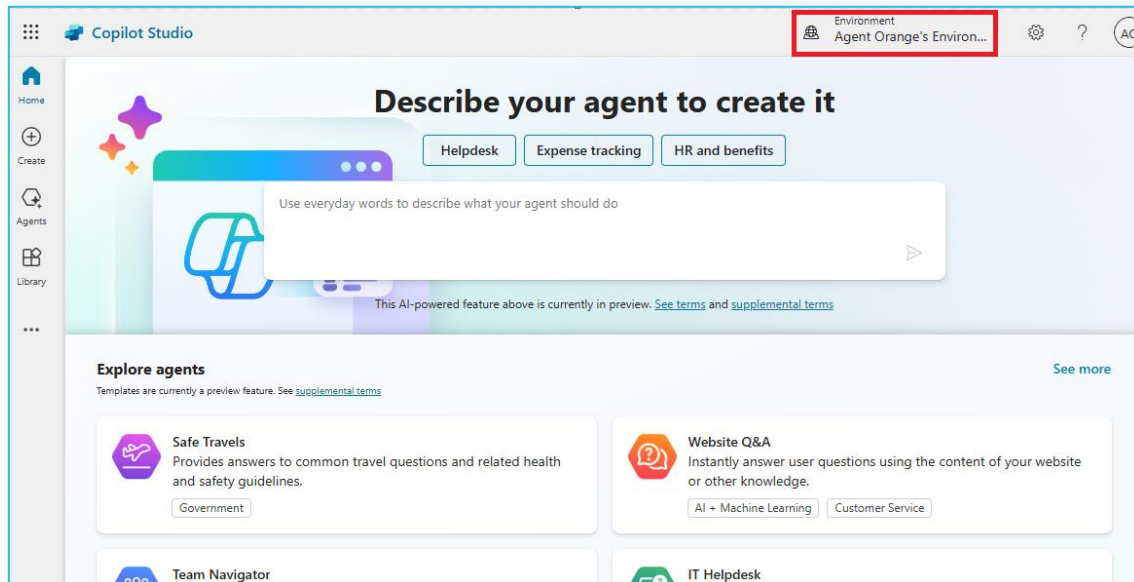 Copilot Studio
Environment
Agent Orange's Environ...
?
AO
Home
Create
Agents
Library
Describe your agent to create it
Helpdesk
Expense tracking
HR and benefits
Use everyday words to describe what your agent should do
This AI-powered feature above is currently in preview. See terms and supplemental terms
Explore agents
See more
Templates are currently a preview feature. See supplemental terms
Safe Travels
Provides answers to common travel questions and related health
and safety guidelines.
Government
Website Q&A
Instantly answer user questions using the content of your website
or other knowledge.
AI + Machine Learning
Customer Service
Team Navigator
IT Helpdesk